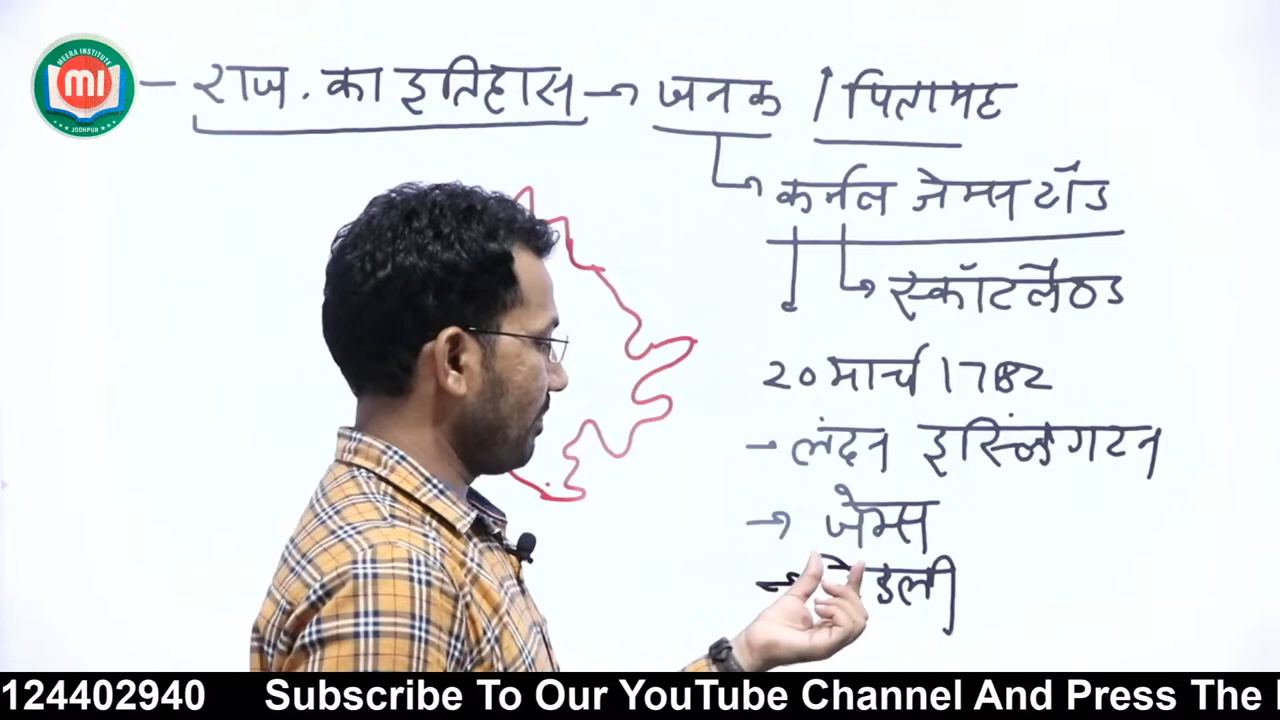 MEERA INSTITUTE
MI
JODHPUR
- राज. का इतिहास → जनक / पितामह
कर्नल जेम्स टॉड
स्कॉटलैण्ड
20 मार्च 1782
- लंदन इस्लिंगटन
→ जेम्स
124402940 Subscribe To Our YouTube Channel And Press The